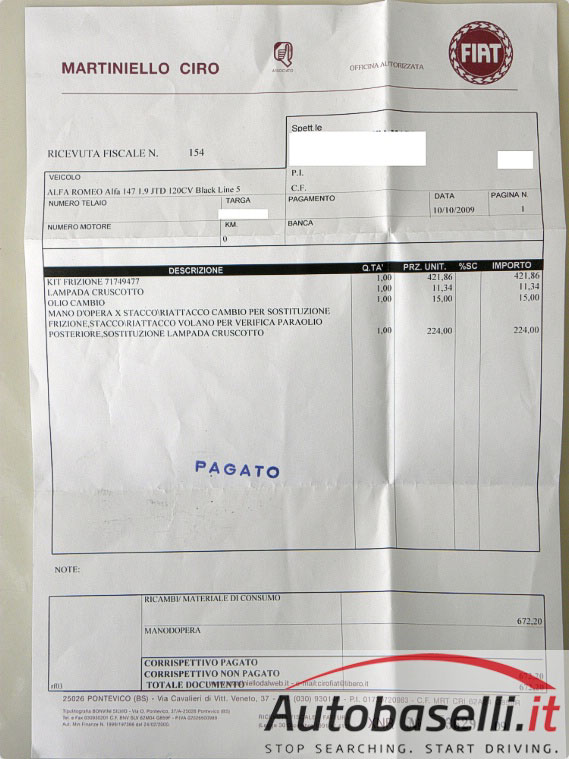 MARTINIELLO CIRO
ASSOCIATO
OFFICINA AUTORIZZATA
FIAT
Spett.le
RICEVUTA FISCALE N. 154
P.I.
C.F.
VEICOLO
ALFA ROMEO Alfa 147 1.9 JTD 120CV Black Line 5
NUMERO TELAIO TARGA PAGAMENTO DATA PAGINA N.
10/10/2009 1
NUMERO MOTORE KM. BANCA
0
DESCRIZIONE Q.TA' PRZ. UNIT. %SC IMPORTO
KIT FRIZIONE 71749477 1,00 421,86 421,86
LAMPADA CRUSCOTTO 1,00 11,34 11,34
OLIO CAMBIO 1,00 15,00 15,00
MANO D'OPERA X STACCO\RIATTACCO CAMBIO PER SOSTITUZIONE
FRIZIONE,STACCO\RIATTACCO VOLANO PER VERIFICA PARAOLIO
POSTERIORE,SOSTITUZIONE LAMPADA CRUSCOTTO 1,00 224,00 224,00
PAGATO
NOTE:
RICAMBI/ MATERIALE DI CONSUMO
672,20
MANODOPERA
CORRISPETTIVO PAGATO
CORRISPETTIVO NON PAGATO
TOTALE DOCUMENTO
25026 PONTEVICO (BS) - Via Cavalieri di Vitt. Veneto, 37 -
Autobaselli.it
STOP SEARCHING. START DRIVING.